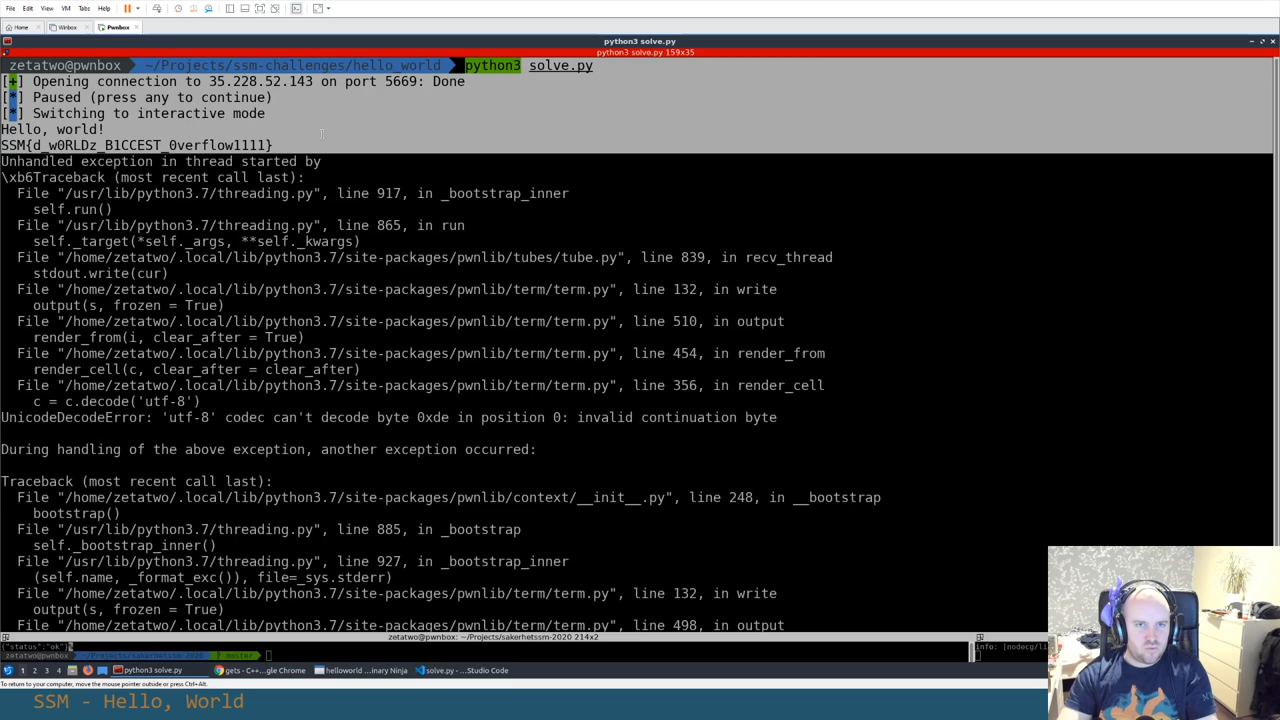 File Edit View VM Tabs Help
Home Winbox Pwnbox
python3 solve.py
python3 solve.py 159x35
zetatwo@pwnbox ~/Projects/ssm-challenges/hello_world python3 solve.py
[+] Opening connection to 35.228.52.143 on port 5669: Done
[*] Paused (press any to continue)
[*] Switching to interactive mode
Hello, world!
SSM{d_w0RLDz_B1CCEST_0verflow1111}
Unhandled exception in thread started by
\xb6Traceback (most recent call last):
File "/usr/lib/python3.7/threading.py", line 917, in _bootstrap_inner
self.run()
File "/usr/lib/python3.7/threading.py", line 865, in run
self._target(*self._args, **self._kwargs)
File "/home/zetatwo/.local/lib/python3.7/site-packages/pwnlib/tubes/tube.py", line 839, in recv_thread
stdout.write(cur)
File "/home/zetatwo/.local/lib/python3.7/site-packages/pwnlib/term/term.py", line 132, in write
output(s, frozen = True)
File "/home/zetatwo/.local/lib/python3.7/site-packages/pwnlib/term/term.py", line 510, in output
render_from(i, clear_after = True)
File "/home/zetatwo/.local/lib/python3.7/site-packages/pwnlib/term/term.py", line 454, in render_from
render_cell(c, clear_after = clear_after)
File "/home/zetatwo/.local/lib/python3.7/site-packages/pwnlib/term/term.py", line 356, in render_cell
c = c.decode('utf-8')
UnicodeDecodeError: 'utf-8' codec can't decode byte 0xde in position 0: invalid continuation byte
During handling of the above exception, another exception occurred:
Traceback (most recent call last):
File "/home/zetatwo/.local/lib/python3.7/site-packages/pwnlib/context/__init__.py", line 248, in __bootstrap
bootstrap()
File "/usr/lib/python3.7/threading.py", line 885, in _bootstrap
self._bootstrap_inner()
File "/usr/lib/python3.7/threading.py", line 927, in _bootstrap_inner
(self.name, _format_exc()), file=_sys.stderr)
File "/home/zetatwo/.local/lib/python3.7/site-packages/pwnlib/term/term.py", line 132, in write
output(s, frozen = True)
File "/home/zetatwo/.local/lib/python3.7/site-packages/pwnlib/term/term.py", line 498, in output
zetatwo@pwnbox: ~/Projects/sakerhetssm-2020 214x2
{"status":"ok"}%
info: [nodecg/li
zetatwo@pwnbox ~/Projects/sakerhetssm-2020 master
1 2 3 4 python3 solve.py gets - C++...gle Chrome helloworld ...inary Ninja solve.py -...Studio Code
To return to your computer, move the mouse pointer outside or press Ctrl+Alt.
SSM - Hello, World